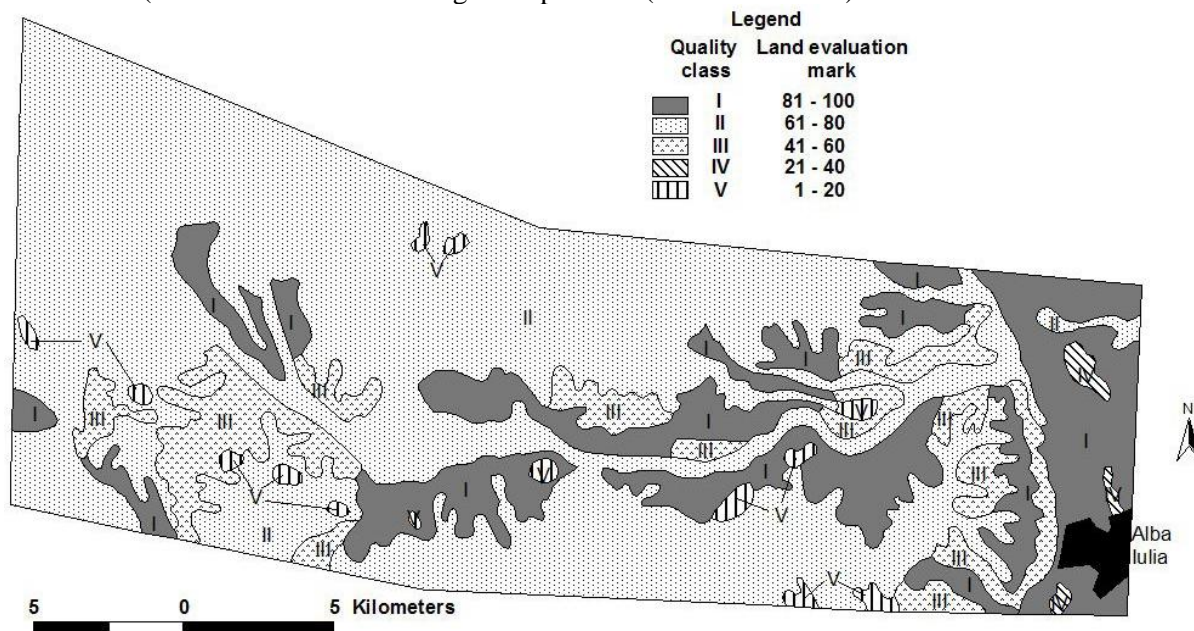 Legend
Quality class
Land evaluation mark
I 81 - 100
II 61 - 80
III 41 - 60
IV 21 - 40
V 1 - 20
V
I
I
II
I
I
II
V
I
I
III
IV
III
I
III
III
III
I
III
III
I
III
V
I
III
V
I
I
V
V
I
II
III
III
V
I
III
N
Alba
Iulia
5 0 5 Kilometers